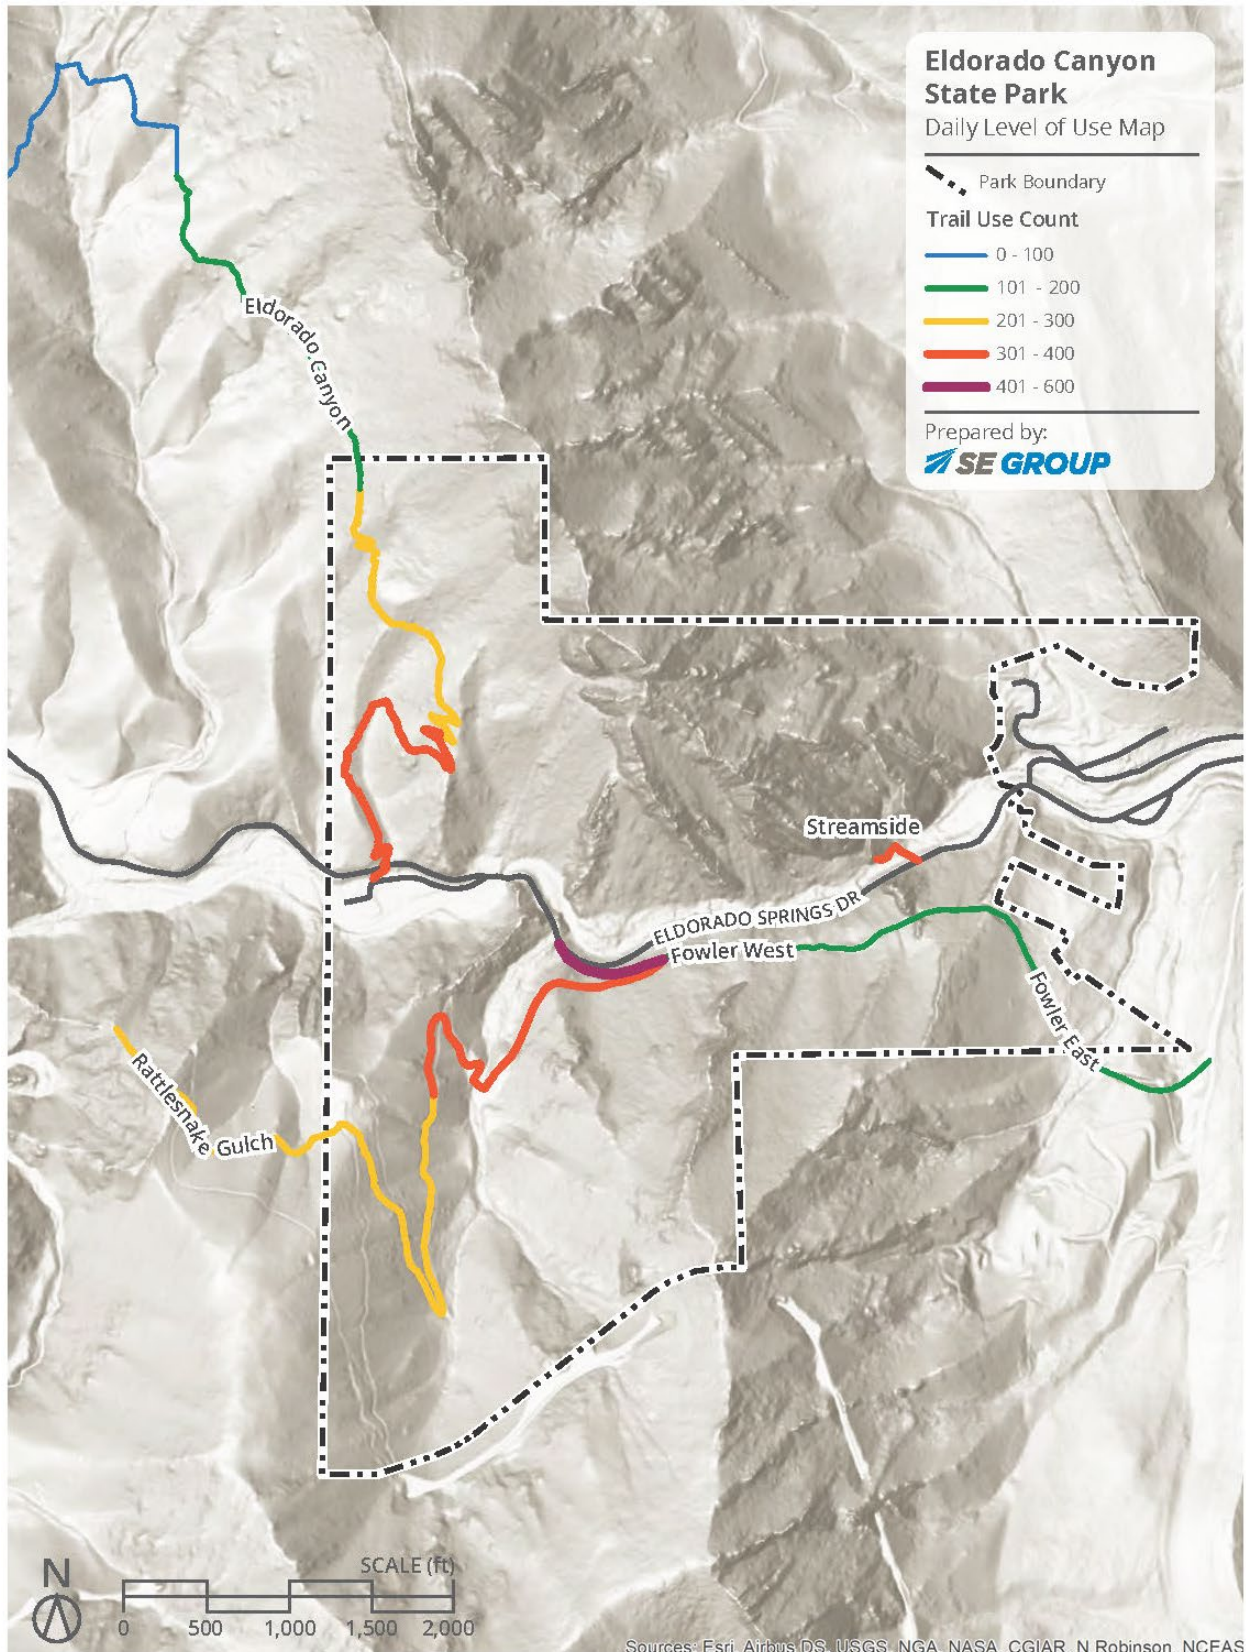 Eldorado Canyon
State Park
Daily Level of Use Map
Park Boundary
Trail Use Count
0 - 100
101 - 200
201 - 300
301 - 400
401 - 600
Prepared by:
SE GROUP
Eldorado Canyon
Streamside
ELDORADO SPRINGS DR
Fowler West
Fowler East
Rattlesnake Gulch
N
SCALE (ft)
0 500 1,000 1,500 2,000
Sources: Esri, Airbus DS, USGS, NGA, NASA, CGIAR, N Robinson, NCEAS